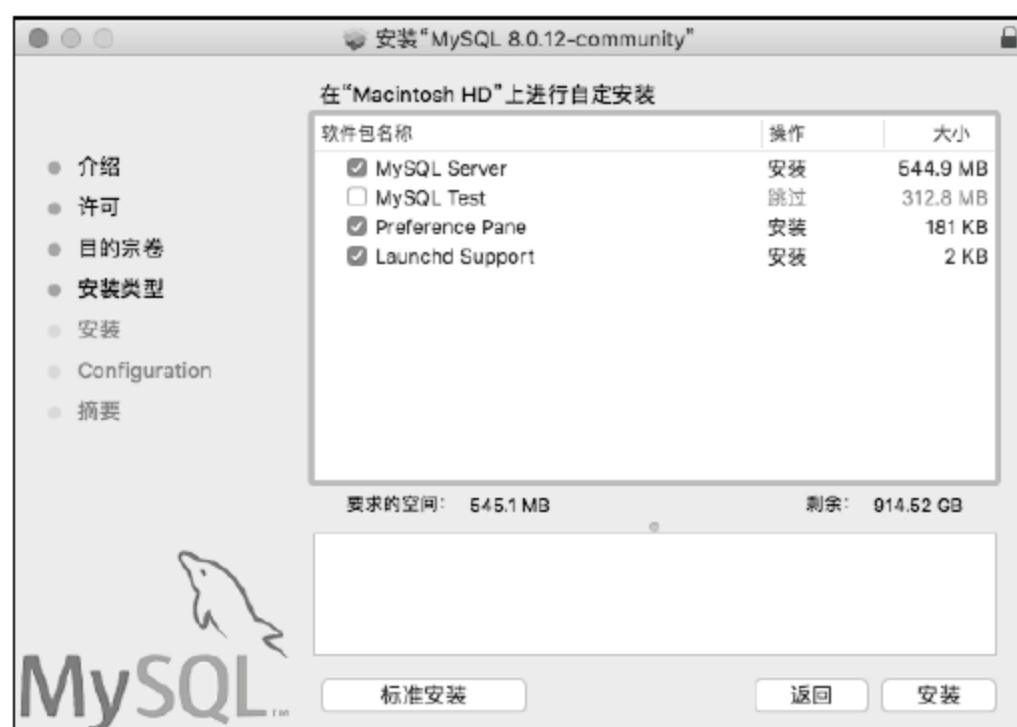 安装“MySQL 8.0.12-community”
在“Macintosh HD”上进行自定安装
软件包名称 操作 大小
MySQL Server 安装 544.9 MB
MySQL Test 跳过 312.8 MB
Preference Pane 安装 181 KB
Launchd Support 安装 2 KB
介绍
许可
目的宗卷
安装类型
安装
Configuration
摘要
要求的空间: 545.1 MB 剩余: 914.52 GB
MySQL™
标准安装 返回 安装